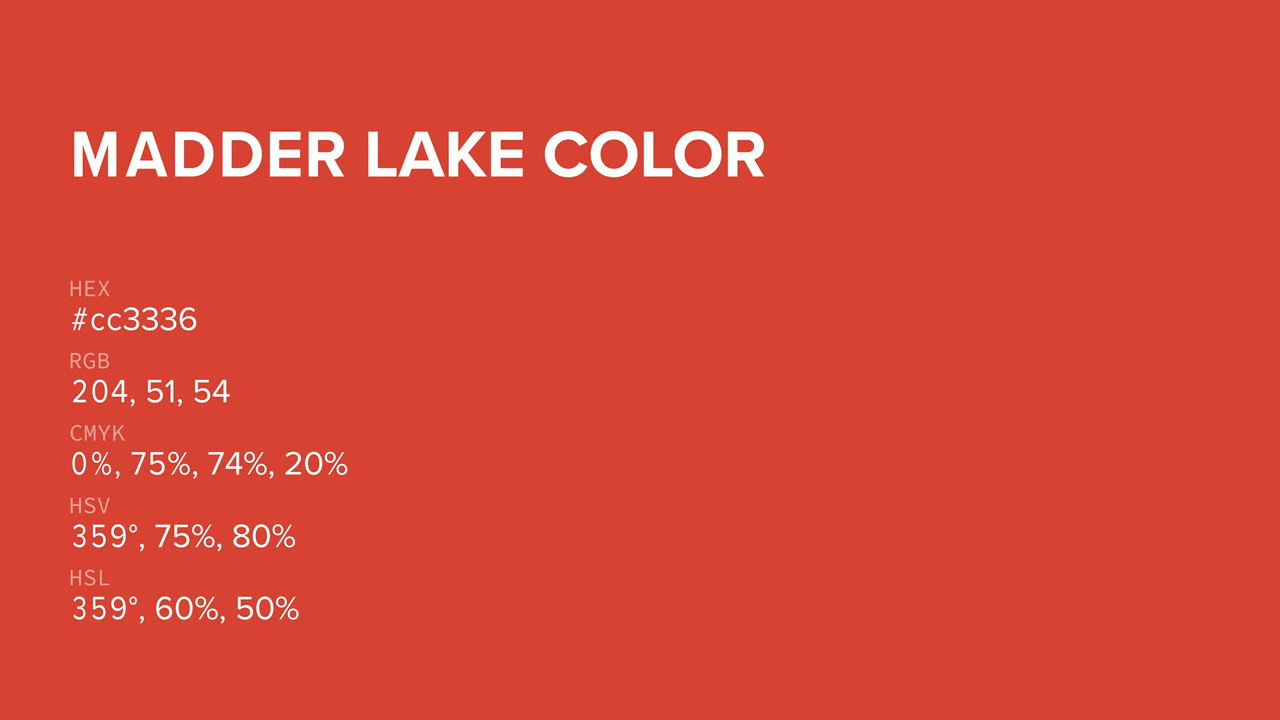 MADDER LAKE COLOR
HEX
#cc3336
RGB
204, 51, 54
CMYK
0%, 75%, 74%, 20%
HSV
359°, 75%, 80%
HSL
359°, 60%, 50%